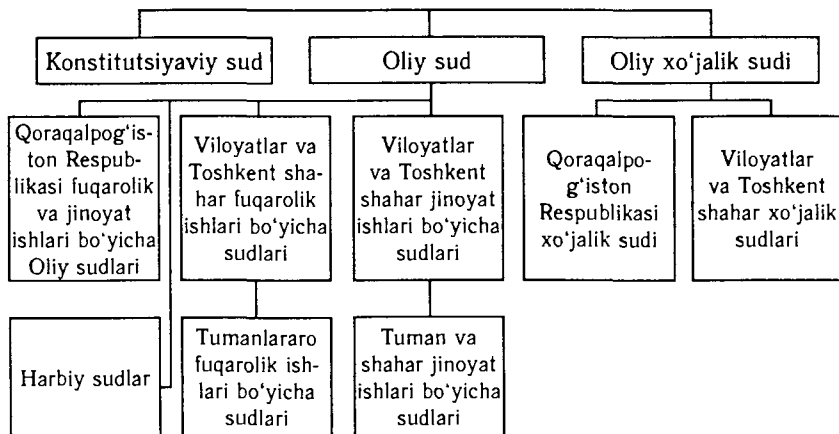 Konstitutsiyaviy sud
Oliy sud
Oliy xo‘jalik sudi
Qoraqalpog‘is-
ton Respub-
likasi fuqarolik
va jinoyat
ishlari bo‘yicha
Oliy sudlari
Viloyatlar va
Toshkent sha-
har fuqarolik
ishlari bo‘yicha
sudlari
Viloyatlar
va Toshkent
shahar jinoyat
ishlari bo‘yicha
sudlari
Qoraqalpo-
g‘iston
Respublikasi
xo‘jalik sudi
Viloyatlar
va Toshkent
shahar xo‘jalik
sudlari
Harbiy sudlar
Tumanlararo
fuqarolik ish-
lari bo‘yicha
sudlari
Tuman va
shahar jinoyat
ishlari bo‘yicha
sudlari